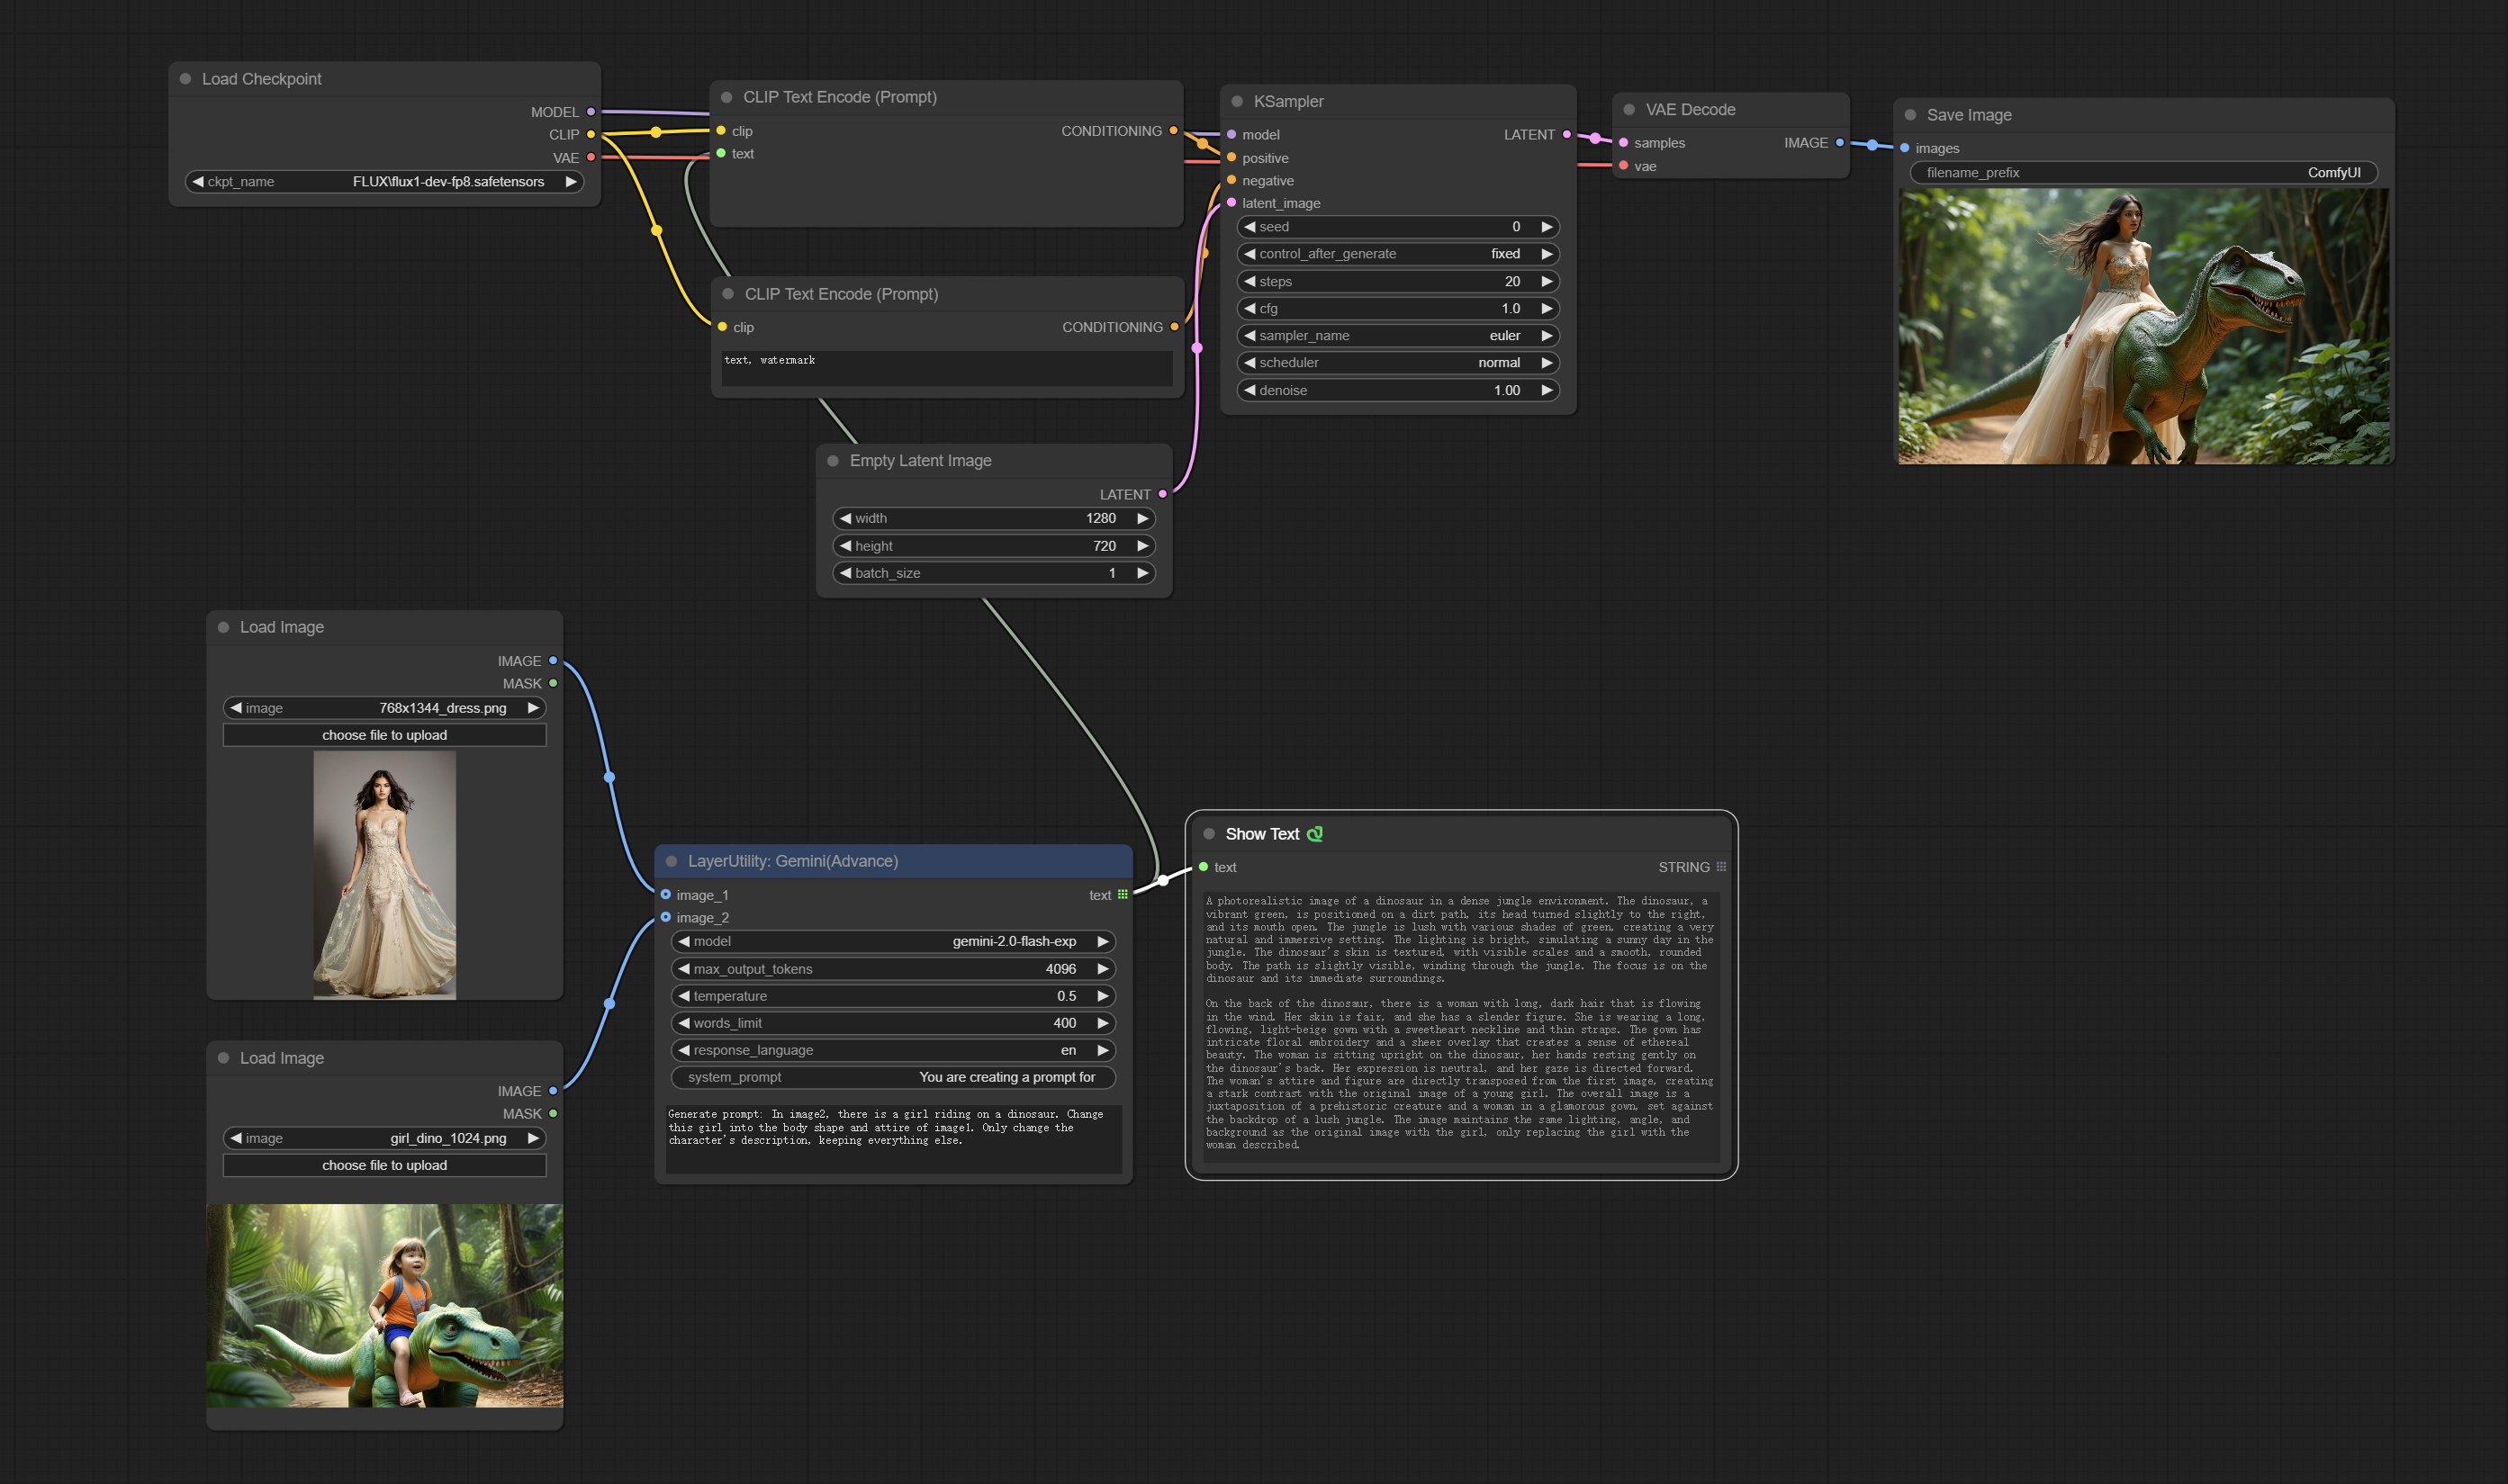 Load Checkpoint
MODEL
CLIP
VAE
ckpt_name FLUX\flux1-dev-fp8.safetensors
CLIP Text Encode (Prompt)
clip CONDITIONING
text
CLIP Text Encode (Prompt)
clip CONDITIONING
text, watermark
KSampler
model LATENT
positive
negative
latent_image
seed 0
control_after_generate fixed
steps 20
cfg 1.0
sampler_name euler
scheduler normal
denoise 1.00
VAE Decode
samples IMAGE
vae
Save Image
images
filename_prefix ComfyUI
Empty Latent Image
LATENT
width 1280
height 720
batch_size 1
Load Image
IMAGE
MASK
image 768x1344_dress.png
choose file to upload
Load Image
IMAGE
MASK
image girl_dino_1024.png
choose file to upload
LayerUtility: Gemini(Advance)
image_1 text
image_2
model gemini-2.0-flash-exp
max_output_tokens 4096
temperature 0.5
words_limit 400
response_language en
system_prompt You are creating a prompt for
Generate prompt: In image2, there is a girl riding on a dinosaur. Change
this girl into the body shape and attire of image1. Only change the
character's description, keeping everything else.
Show Text
text STRING
A photorealistic image of a dinosaur in a dense jungle environment. The dinosaur, a
vibrant green, is positioned on a dirt path, its head turned slightly to the right,
and its mouth open. The jungle is lush with various shades of green, creating a very
natural and immersive setting. The lighting is bright, simulating a sunny day in the
jungle. The dinosaur's skin is textured, with visible scales and a smooth, rounded
body. The path is slightly visible, winding through the jungle. The focus is on the
dinosaur and its immediate surroundings.
On the back of the dinosaur, there is a woman with long, dark hair that is flowing
in the wind. Her skin is fair, and she has a slender figure. She is wearing a long,
flowing, light-beige gown with a sweetheart neckline and thin straps. The gown has
intricate floral embroidery and a sheer overlay that creates a sense of ethereal
beauty. The woman is sitting upright on the dinosaur, her hands resting gently on
the dinosaur's back. Her expression is neutral, and her gaze is directed forward.
The woman's attire and figure are directly transposed from the first image, creating
a stark contrast with the original image of a young girl. The overall image is a
juxtaposition of a prehistoric creature and a woman in a glamorous gown, set against
the backdrop of a lush jungle. The image maintains the same lighting, angle, and
background as the original image with the girl, only replacing the girl with the
woman described.